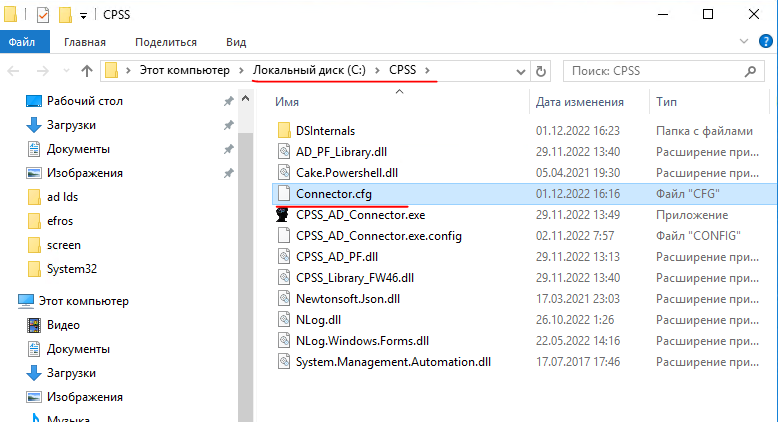 CPSS
Файл Главная Поделиться Вид
Этот компьютер Локальный диск (C:) CPSS Поиск: CPSS
Рабочий стол
Загрузки
Документы
Изображения
ad lds
efros
screen
System32
Этот компьютер
Видео
Документы
Загрузки
Изображения
Музыка
Имя Дата изменения Тип
DSInternals 01.12.2022 16:23 Папка с файлами
AD_PF_Library.dll 29.11.2022 13:40 Расширение при...
Cake.Powershell.dll 05.04.2021 19:30 Расширение при...
Connector.cfg 01.12.2022 16:16 Файл "CFG"
CPSS_AD_Connector.exe 29.11.2022 13:49 Приложение
CPSS_AD_Connector.exe.config 02.11.2022 7:57 Файл "CONFIG"
CPSS_AD_PF.dll 29.11.2022 13:13 Расширение при...
CPSS_Library_FW46.dll 29.11.2022 13:40 Расширение при...
Newtonsoft.Json.dll 17.03.2021 23:03 Расширение при...
NLog.dll 26.10.2022 1:26 Расширение при...
NLog.Windows.Forms.dll 22.05.2022 14:16 Расширение при...
System.Management.Automation.dll 17.07.2017 17:46 Расширение при...